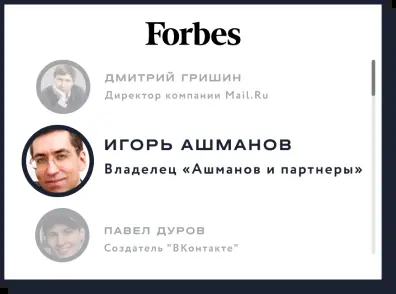 Forbes
ДМИТРИЙ ГРИШИН
Директор компании Mail.Ru
ИГОРЬ АШМАНОВ
Владелец «Ашманов и партнеры»
ПАВЕЛ ДУРОВ
Создатель "ВКонтакте"